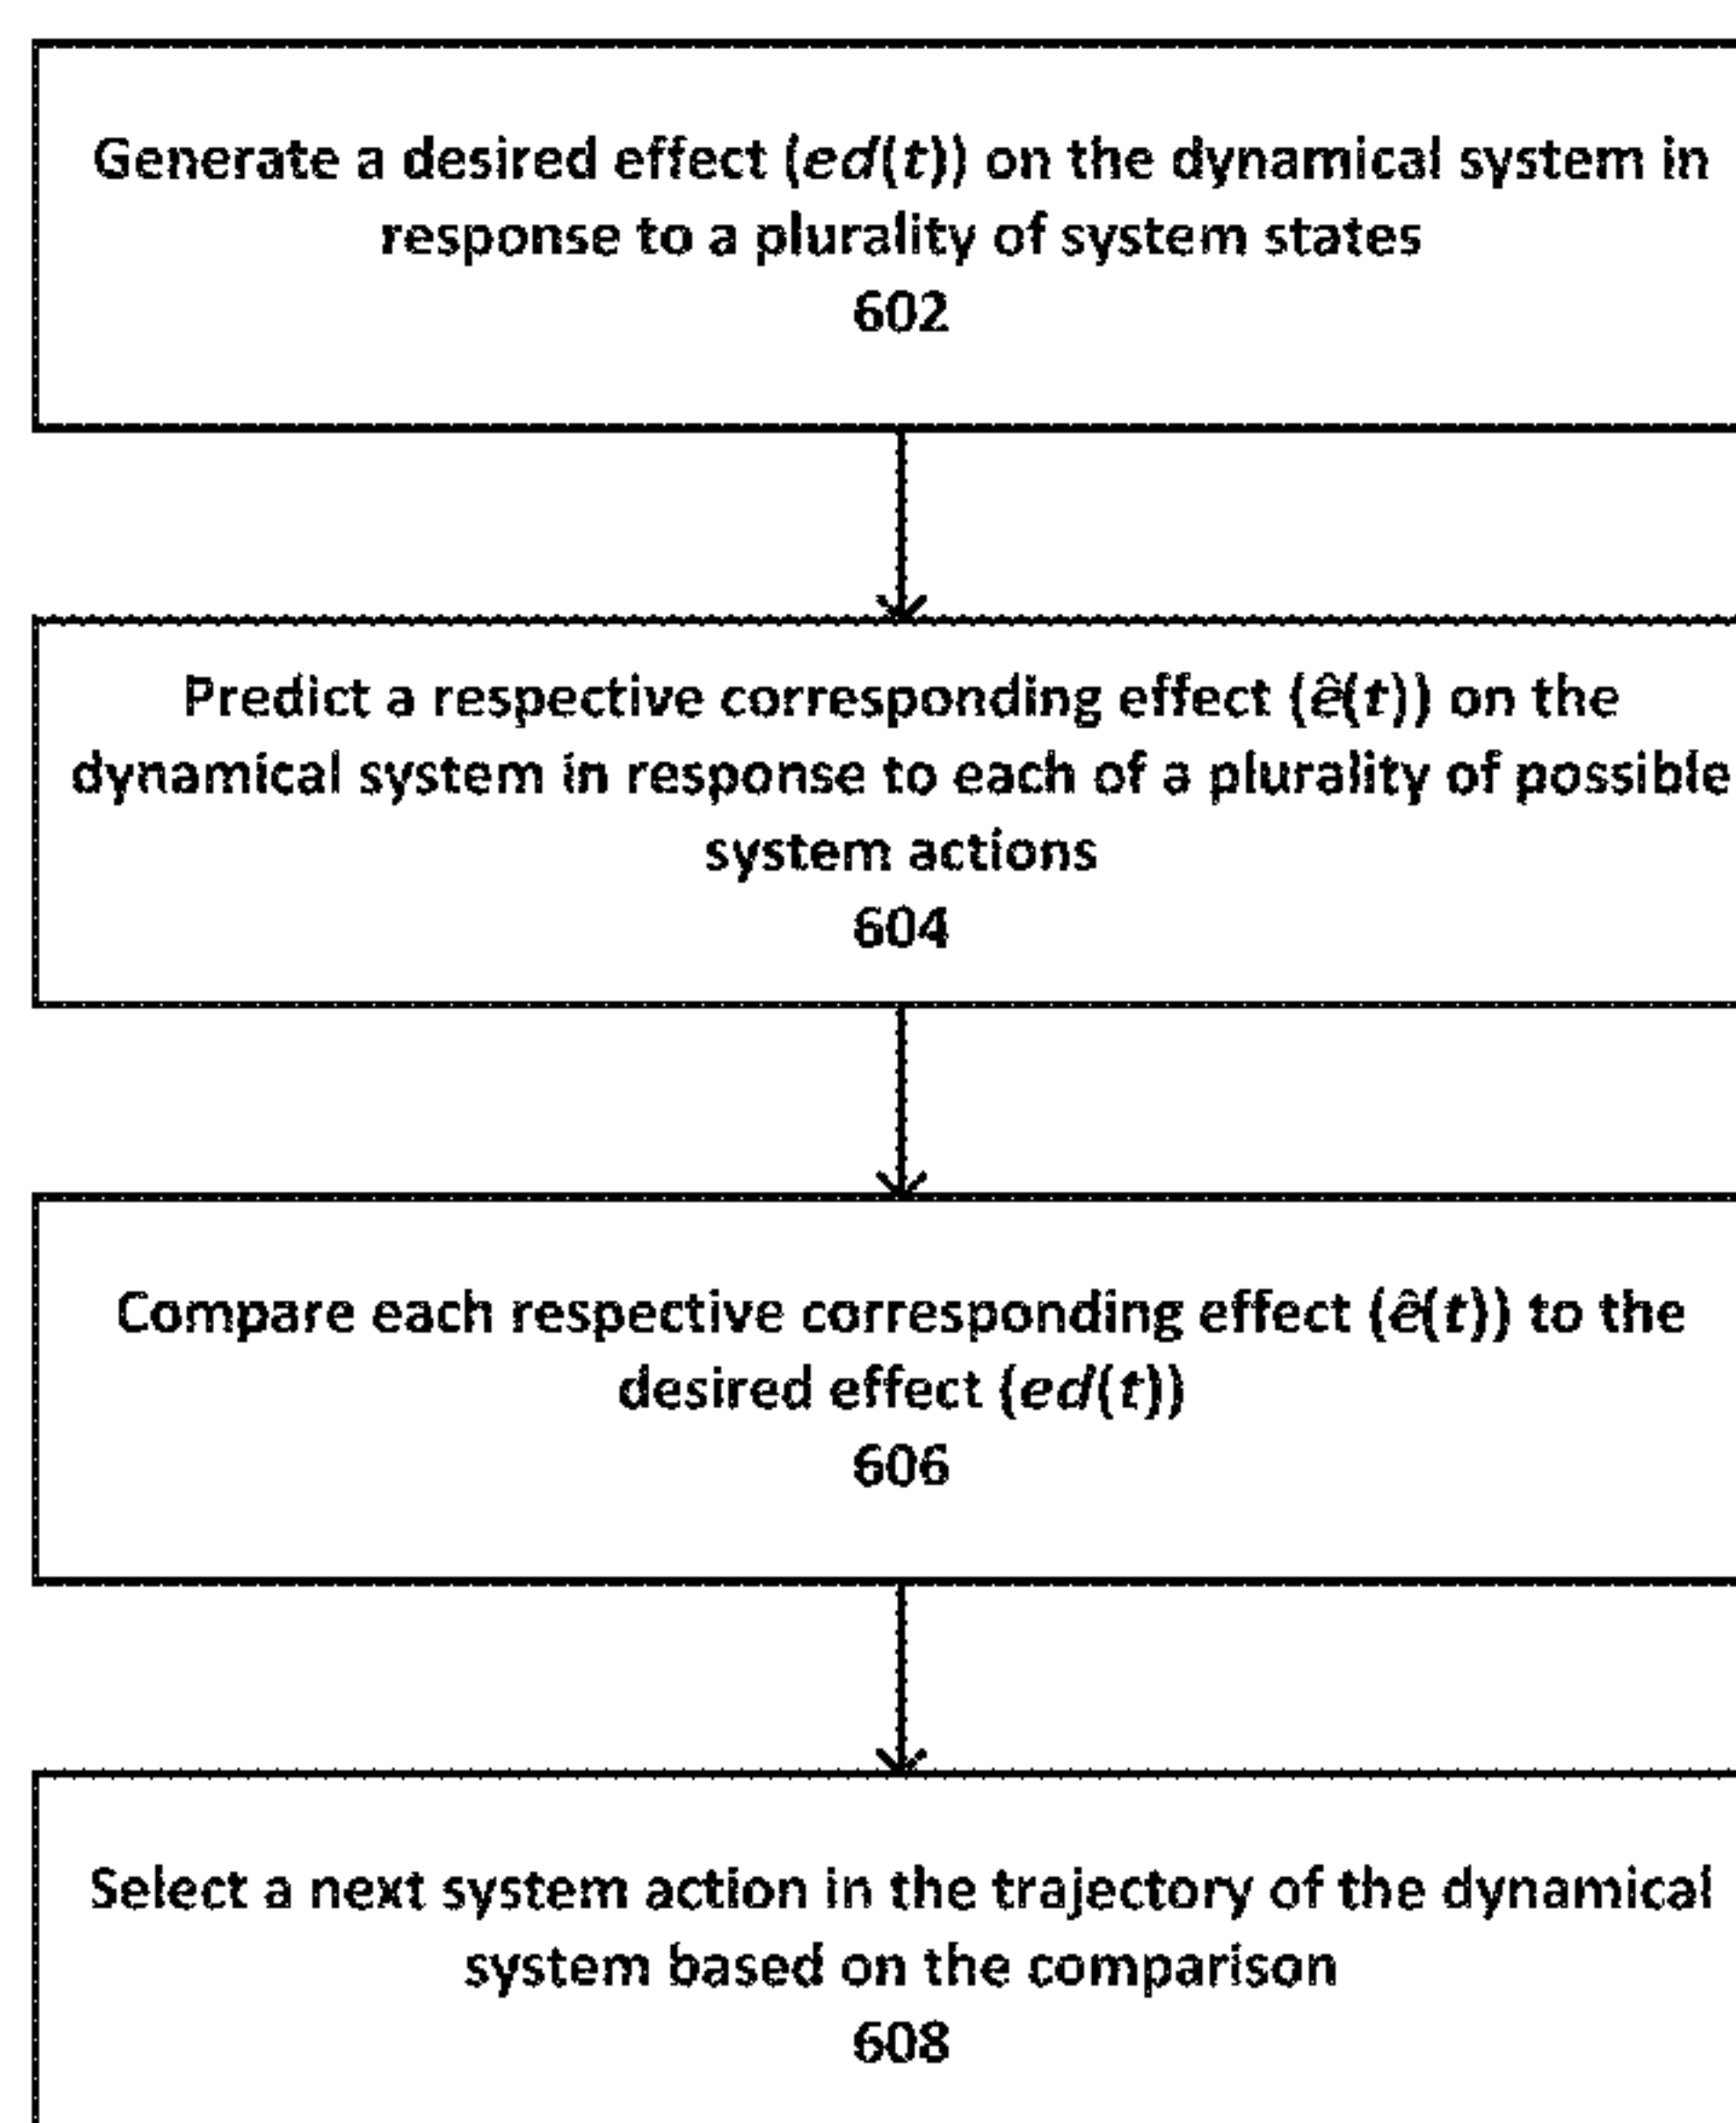 Generate a desired effect (ed(t)) on the dynamical system in
response to a plurality of system states
602
Predict a respective corresponding effect (ê(t)) on the
dynamical system in response to each of a plurality of possible
system actions
604
Compare each respective corresponding effect (ê(t)) to the
desired effect (ed(t))
606
Select a next system action in the trajectory of the dynamical
system based on the comparison
608